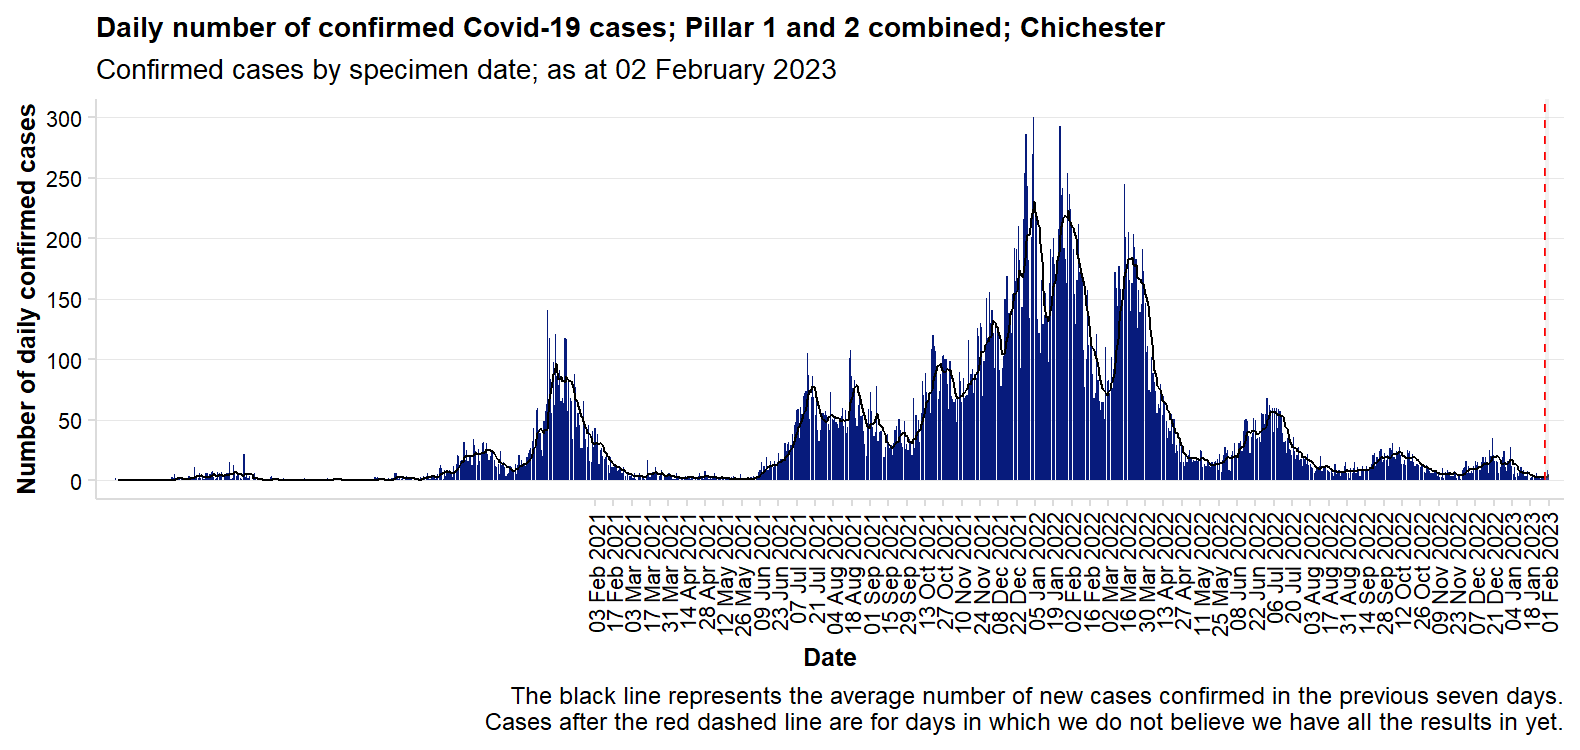 Daily number of confirmed Covid-19 cases; Pillar 1 and 2 combined; Chichester
Confirmed cases by specimen date; as at 02 February 2023
Number of daily confirmed cases
300
250
200
150
100
50
0
03 Feb 2021
17 Feb 2021
03 Mar 2021
17 Mar 2021
31 Mar 2021
14 Apr 2021
28 Apr 2021
12 May 2021
26 May 2021
09 Jun 2021
23 Jun 2021
07 Jul 2021
21 Jul 2021
04 Aug 2021
18 Aug 2021
01 Sep 2021
15 Sep 2021
29 Sep 2021
13 Oct 2021
27 Oct 2021
10 Nov 2021
24 Nov 2021
08 Dec 2021
22 Dec 2021
05 Jan 2022
19 Jan 2022
02 Feb 2022
16 Feb 2022
02 Mar 2022
16 Mar 2022
30 Mar 2022
13 Apr 2022
27 Apr 2022
11 May 2022
25 May 2022
08 Jun 2022
22 Jun 2022
06 Jul 2022
20 Jul 2022
03 Aug 2022
17 Aug 2022
31 Aug 2022
14 Sep 2022
28 Sep 2022
12 Oct 2022
26 Oct 2022
09 Nov 2022
23 Nov 2022
07 Dec 2022
21 Dec 2022
04 Jan 2023
18 Jan 2023
01 Feb 2023
Date
The black line represents the average number of new cases confirmed in the previous seven days.
Cases after the red dashed line are for days in which we do not believe we have all the results in yet.